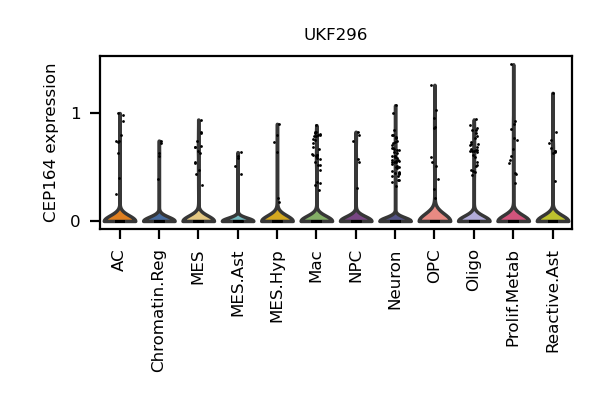 UKF296
CEP164 expression
1
0
AC
Chromatin.Reg
MES
MES.Ast
MES.Hyp
Mac
NPC
Neuron
OPC
Oligo
Prolif.Metab
Reactive.Ast